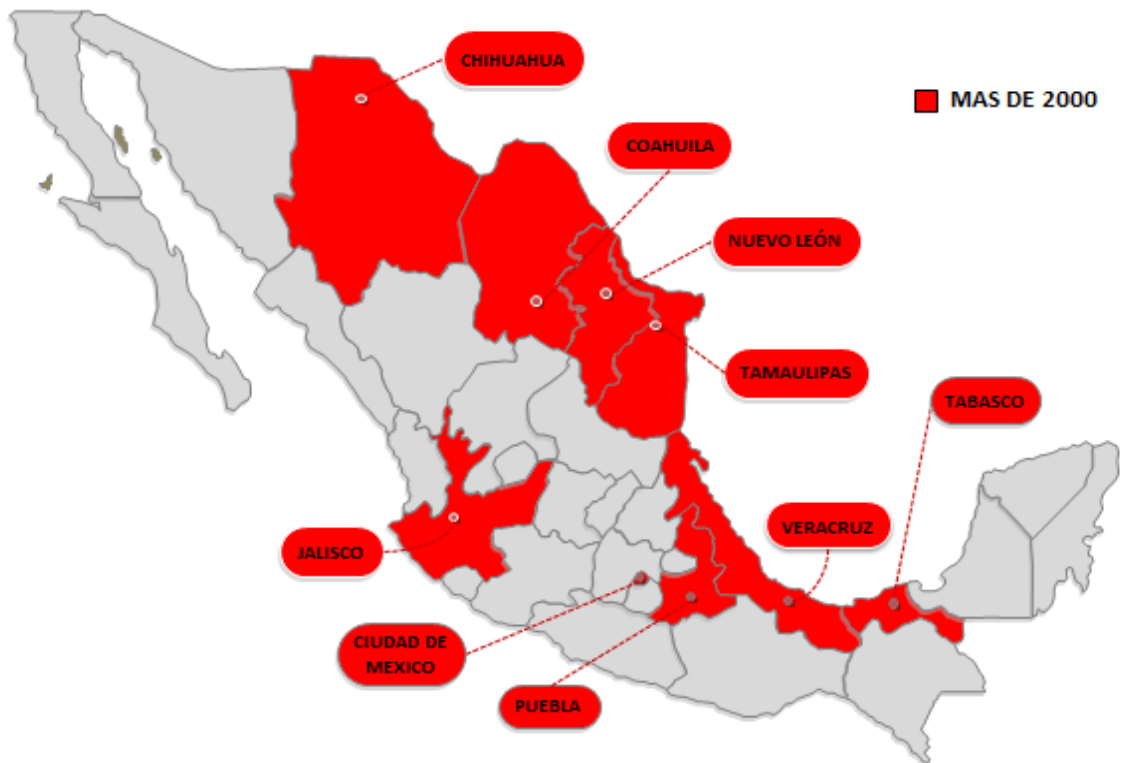 CHIHUAHUA
MAS DE 2000
COAHUILA
NUEVO LEÓN
TAMAULIPAS
TABASCO
VERACRUZ
JALISCO
CIUDAD DE
MEXICO
PUEBLA